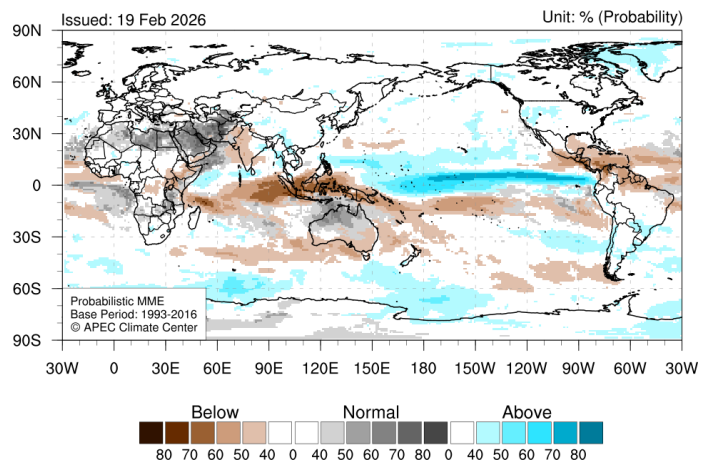 Issued: 19 Feb 2026 Unit: % (Probability)
90N
60N
30N
0
30S
60S
90S
Probabilistic MME
Base Period: 1993-2016
© APEC Climate Center
30W 0 30E 60E 90E 120E 150E 180 150W 120W 90W 60W 30W
Below Normal Above
80 70 60 50 40 0 40 50 60 70 80 0 40 50 60 70 80